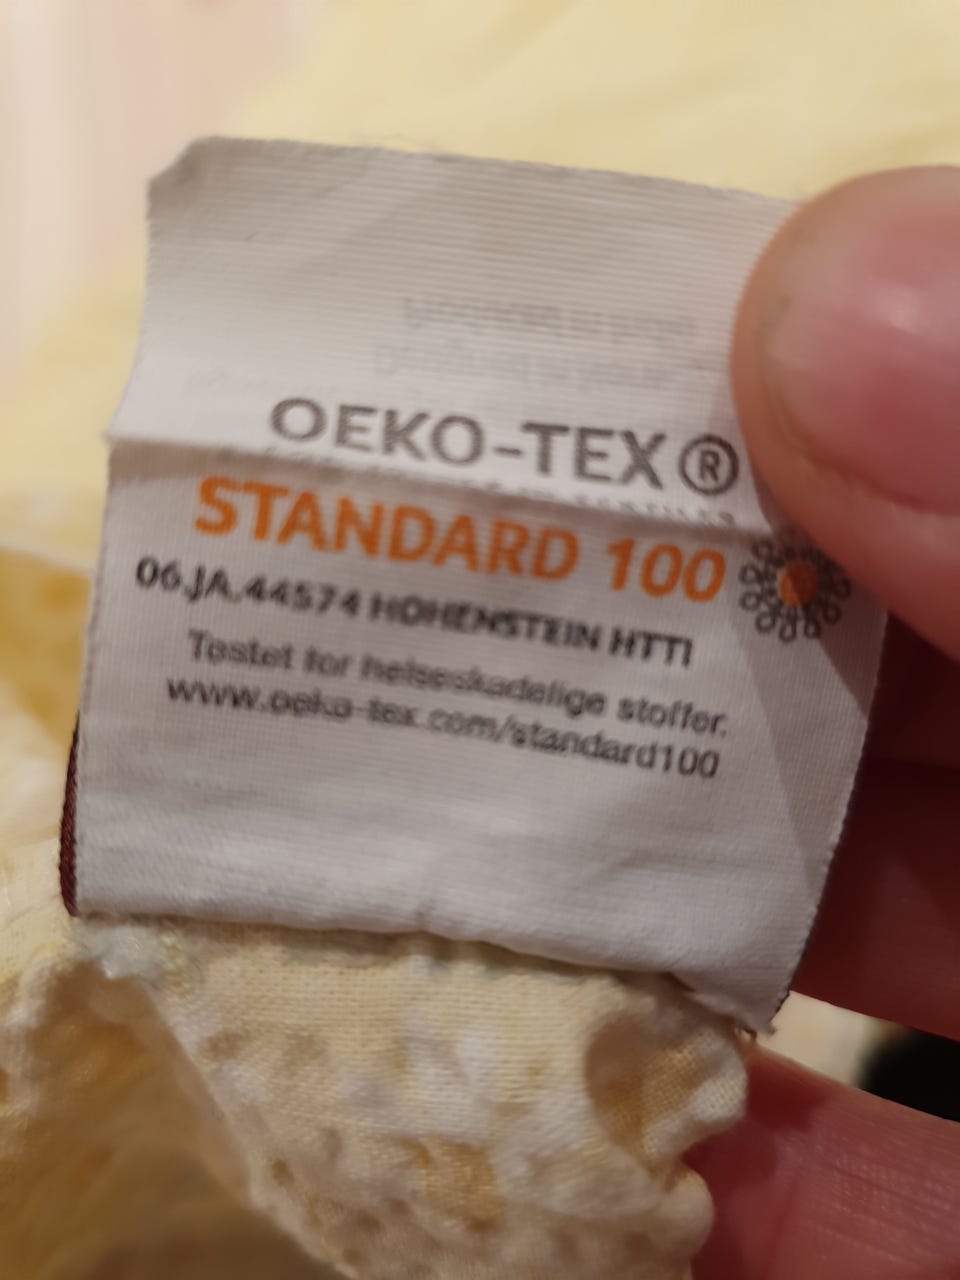 OEKO-TEX®
STANDARD 100
06.JA.44574 HOHENSTEIN HTTI
Testet for helseskadelige stoffer.
www.oeko-tex.com/standard100